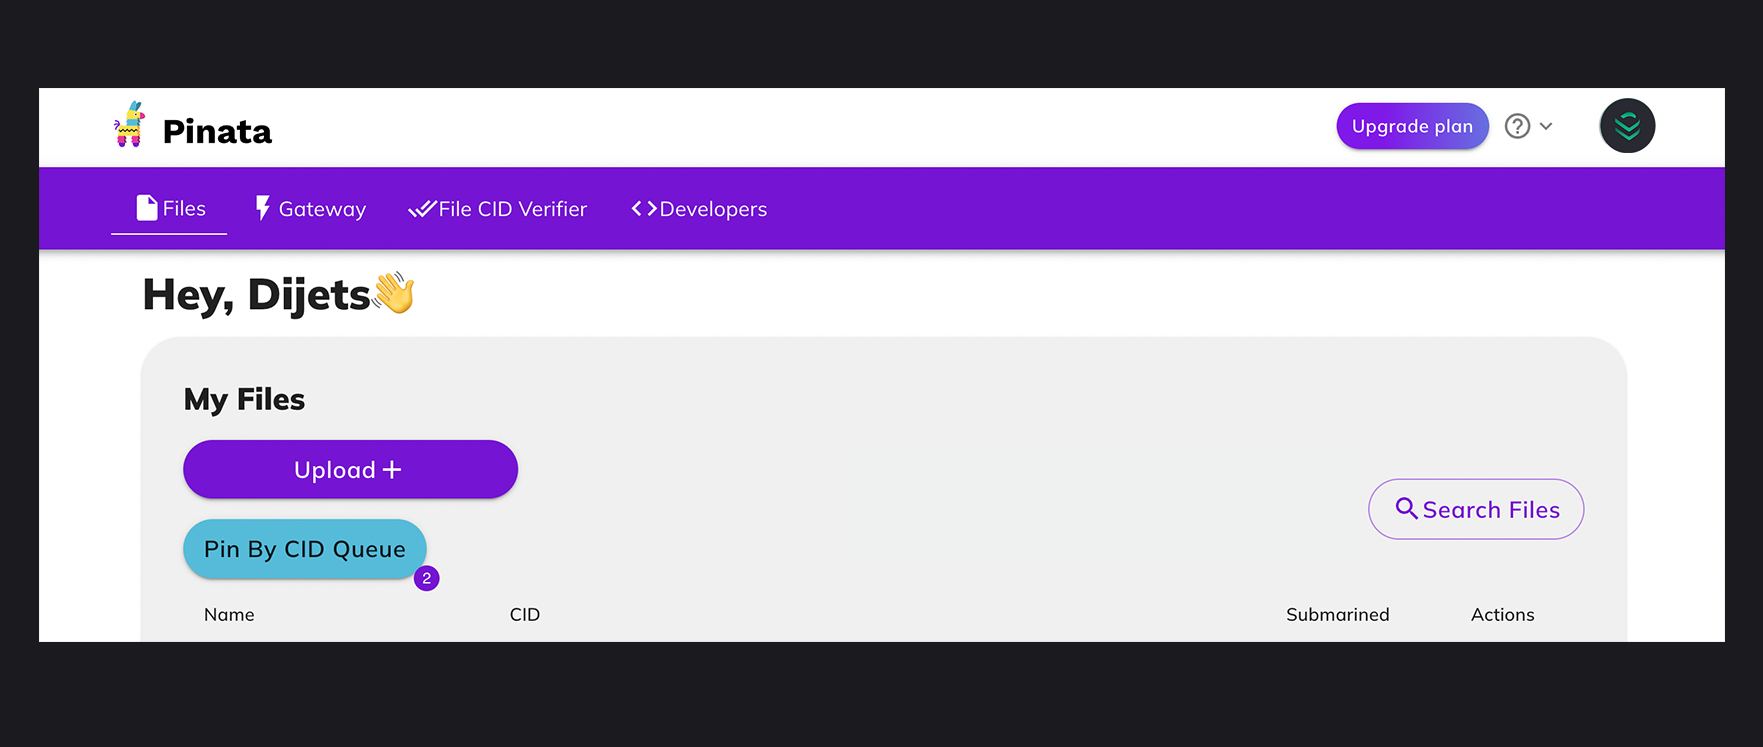 Pinata
Upgrade plan
Files
Gateway
File CID Verifier
Developers
Hey, Dijets👋
My Files
Upload +
Search Files
Pin By CID Queue
2
Name CID Submarined Actions